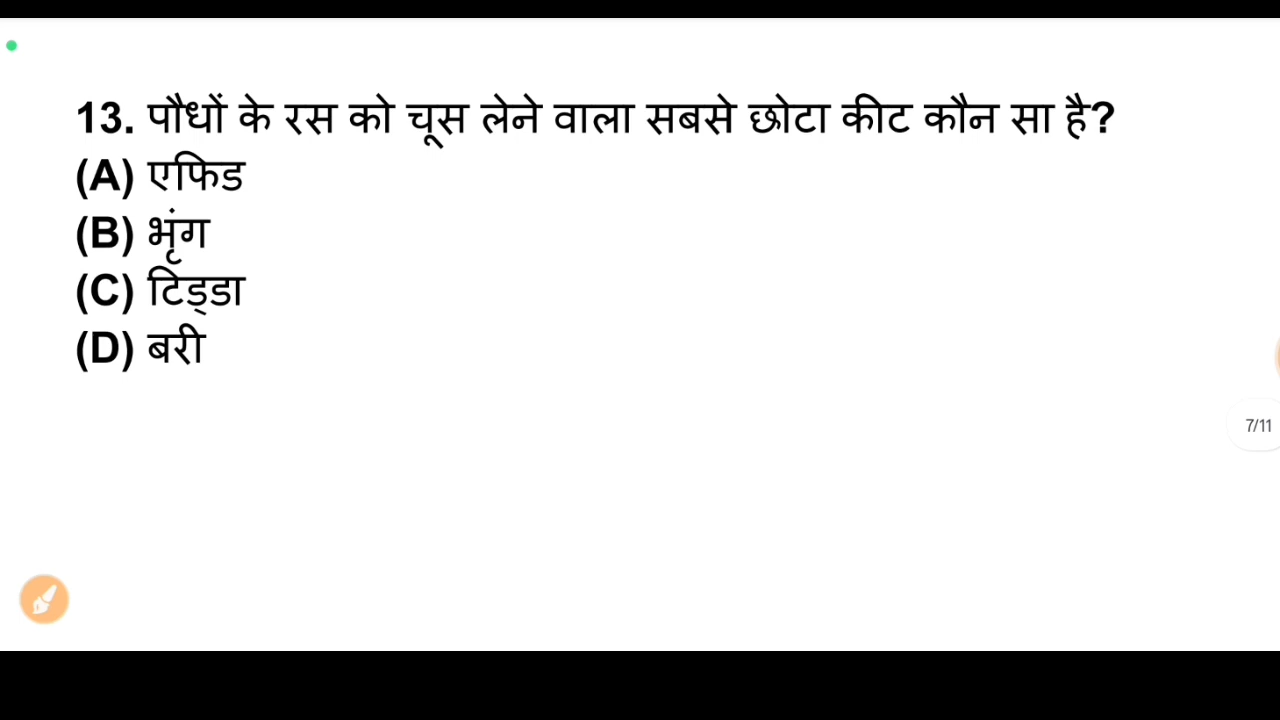 13. पौधों के रस को चूस लेने वाला सबसे छोटा कीट कौन सा है?
(A) एफिड
(B) भृंग
(C) टिड्डा
(D) बरी
7/11